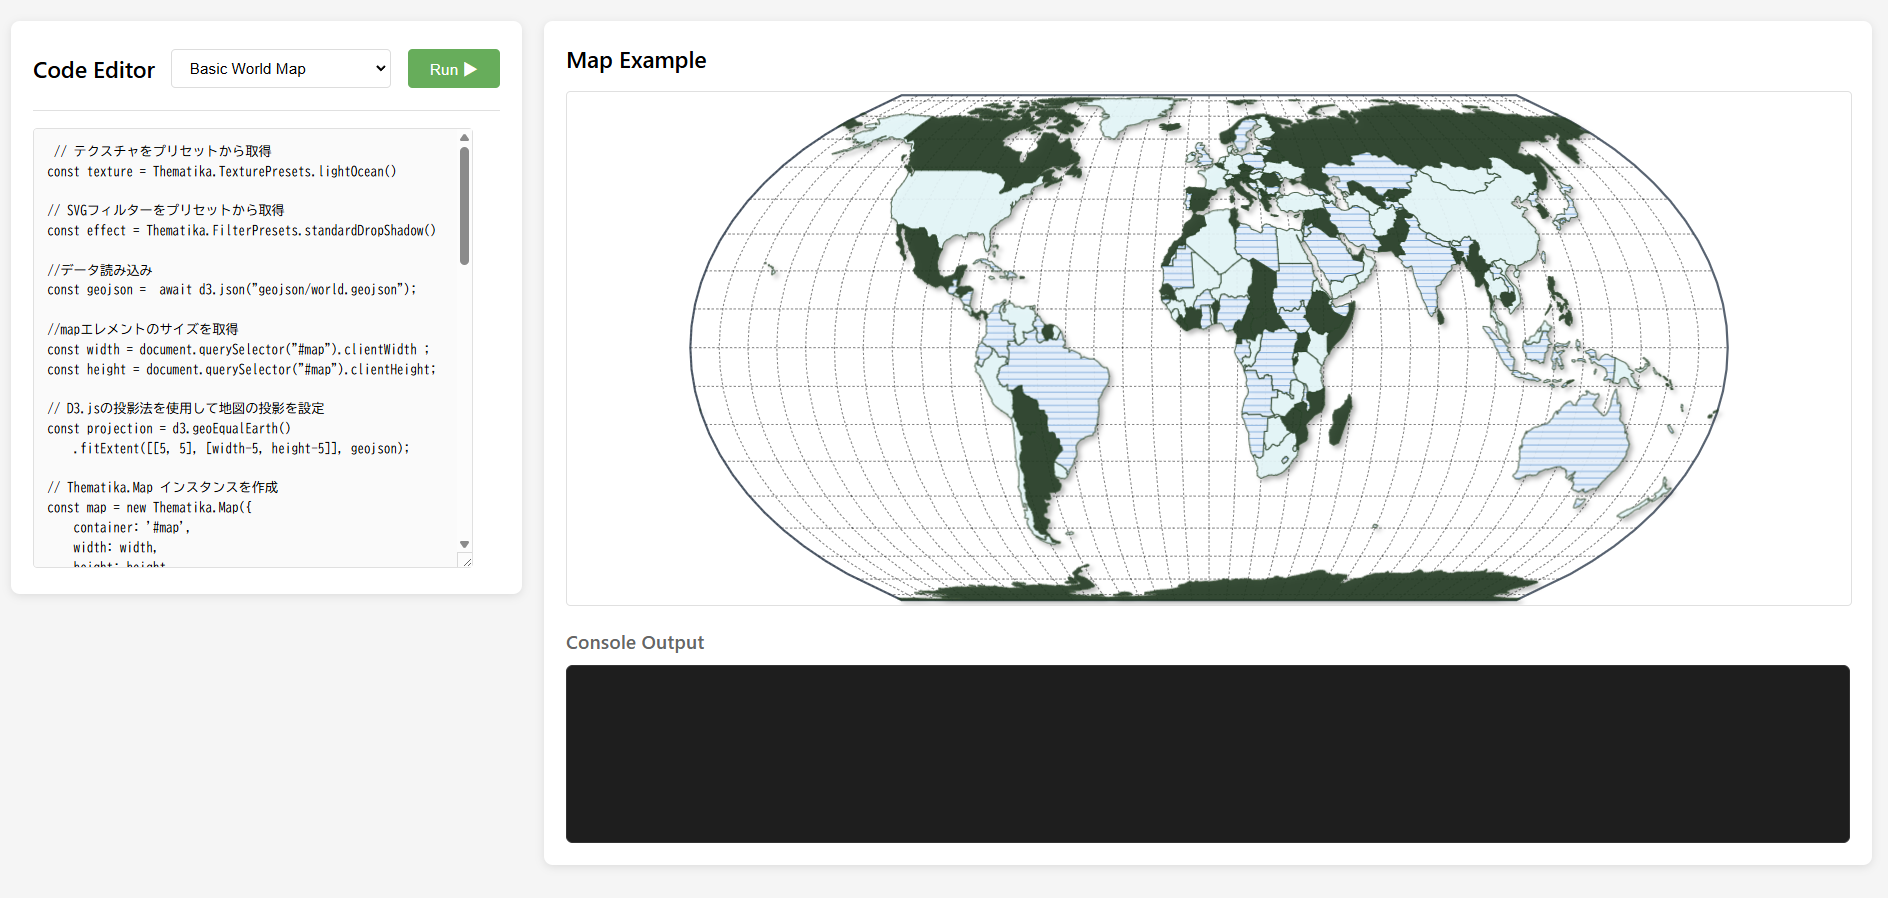 Code Editor
Basic World Map
Run ▶
// テクスチャをプリセットから取得
const texture = Thematika.TexturePresets.lightOcean()
// SVGフィルターをプリセットから取得
const effect = Thematika.FilterPresets.standardDropShadow()
//データ読み込み
const geojson =  await d3.json("geojson/world.geojson");
//mapエレメントのサイズを取得
const width = document.querySelector("#map").clientWidth ;
const height = document.querySelector("#map").clientHeight;
// D3.jsの投影法を使用して地図の投影を設定
const projection = d3.geoEqualEarth()
.fitExtent([[5, 5], [width-5, height-5]], geojson);
// Thematika.Map インスタンスを作成
const map = new Thematika.Map({
container: '#map',
width: width,
height: height
Map Example
Console Output